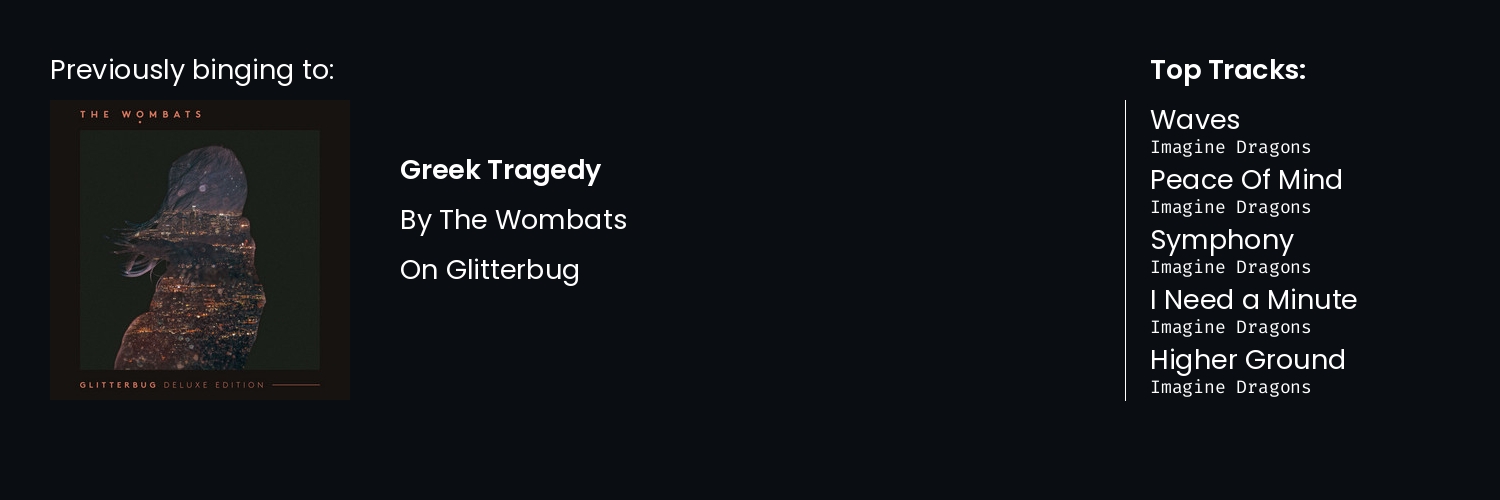 Previously binging to:
THE WOMBATS
GLITTERBUG DELUXE EDITION
Greek Tragedy
By The Wombats
On Glitterbug
Top Tracks:
Waves
Imagine Dragons
Peace Of Mind
Imagine Dragons
Symphony
Imagine Dragons
I Need a Minute
Imagine Dragons
Higher Ground
Imagine Dragons